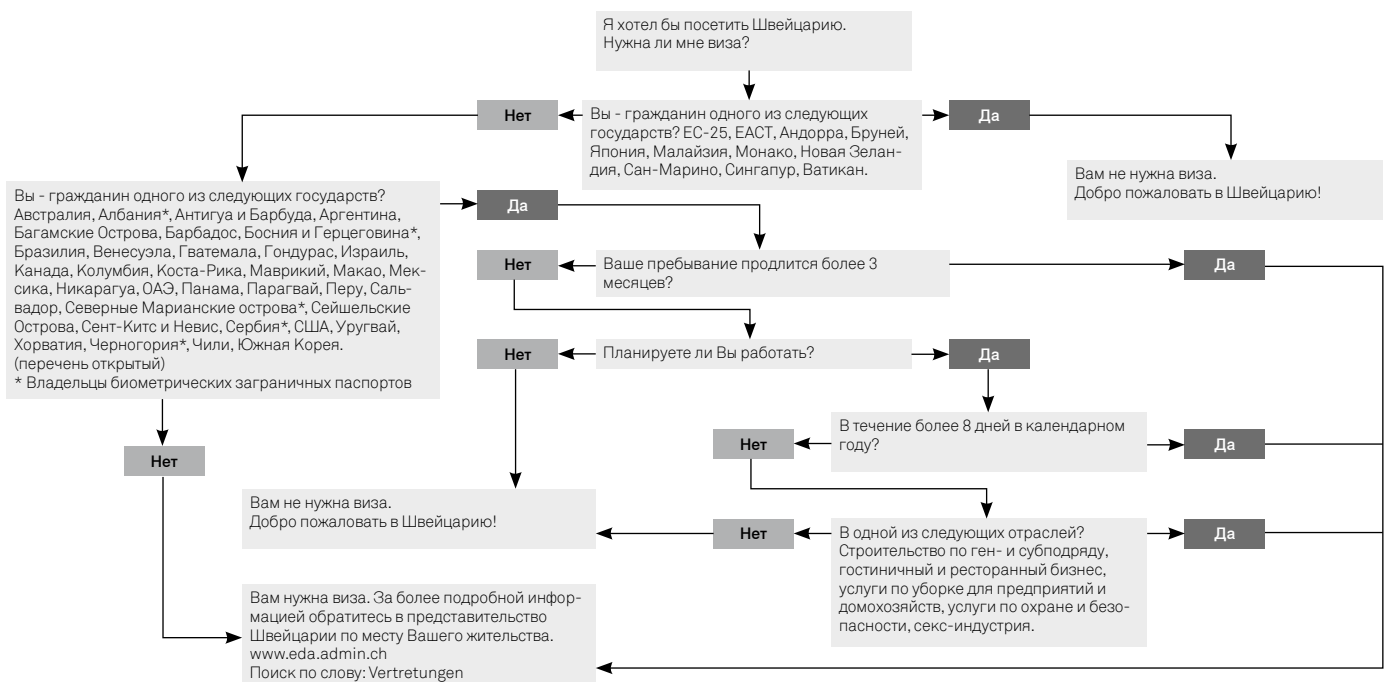 Я хотел бы посетить Швейцарию.
Нужна ли мне виза?
Нет
Вы - гражданин одного из следующих
государств? ЕС-25, ЕАСТ, Андорра, Бруней,
Япония, Малайзия, Монако, Новая Зелан-
дия, Сан-Марино, Сингапур, Ватикан.
Да
Вам не нужна виза.
Добро пожаловать в Швейцарию!
Вы - гражданин одного из следующих государств?
Австралия, Албания*, Антигуа и Барбуда, Аргентина,
Багамские Острова, Барбадос, Босния и Герцеговина*,
Бразилия, Венесуэла, Гватемала, Гондурас, Израиль,
Канада, Колумбия, Коста-Рика, Маврикий, Макао, Мек-
сика, Никарагуа, ОАЭ, Панама, Парагвай, Перу, Саль-
вадор, Северные Марианские острова*, Сейшельские
Острова, Сент-Китс и Невис, Сербия*, США, Уругвай,
Хорватия, Черногория*, Чили, Южная Корея.
(перечень открытый)
* Владельцы биометрических заграничных паспортов
Да
Нет
Ваше пребывание продлится более 3
месяцев?
Да
Нет
Планируете ли Вы работать?
Да
Нет
В течение более 8 дней в календарном
году?
Да
Нет
Вам не нужна виза.
Добро пожаловать в Швейцарию!
Нет
В одной из следующих отраслей?
Строительство по ген- и субподряду,
гостиничный и ресторанный бизнес,
услуги по уборке для предприятий и
домохозяйств, услуги по охране и безо-
пасности, секс-индустрия.
Да
Вам нужна виза. За более подробной инфор-
мацией обратитесь в представительство
Швейцарии по месту Вашего жительства.
www.eda.admin.ch
Поиск по слову: Vertretungen